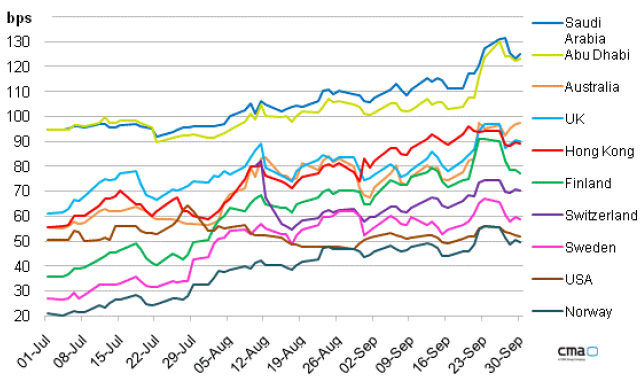 bps
130
120
110
100
90
80
70
60
50
40
30
20
01-Jul
08-Jul
15-Jul
22-Jul
29-Jul
05-Aug
12-Aug
19-Aug
26-Aug
02-Sep
09-Sep
16-Sep
23-Sep
30-Sep
Saudi
Arabia
Abu Dhabi
Australia
UK
Hong Kong
Finland
Switzerland
Sweden
USA
Norway
cma